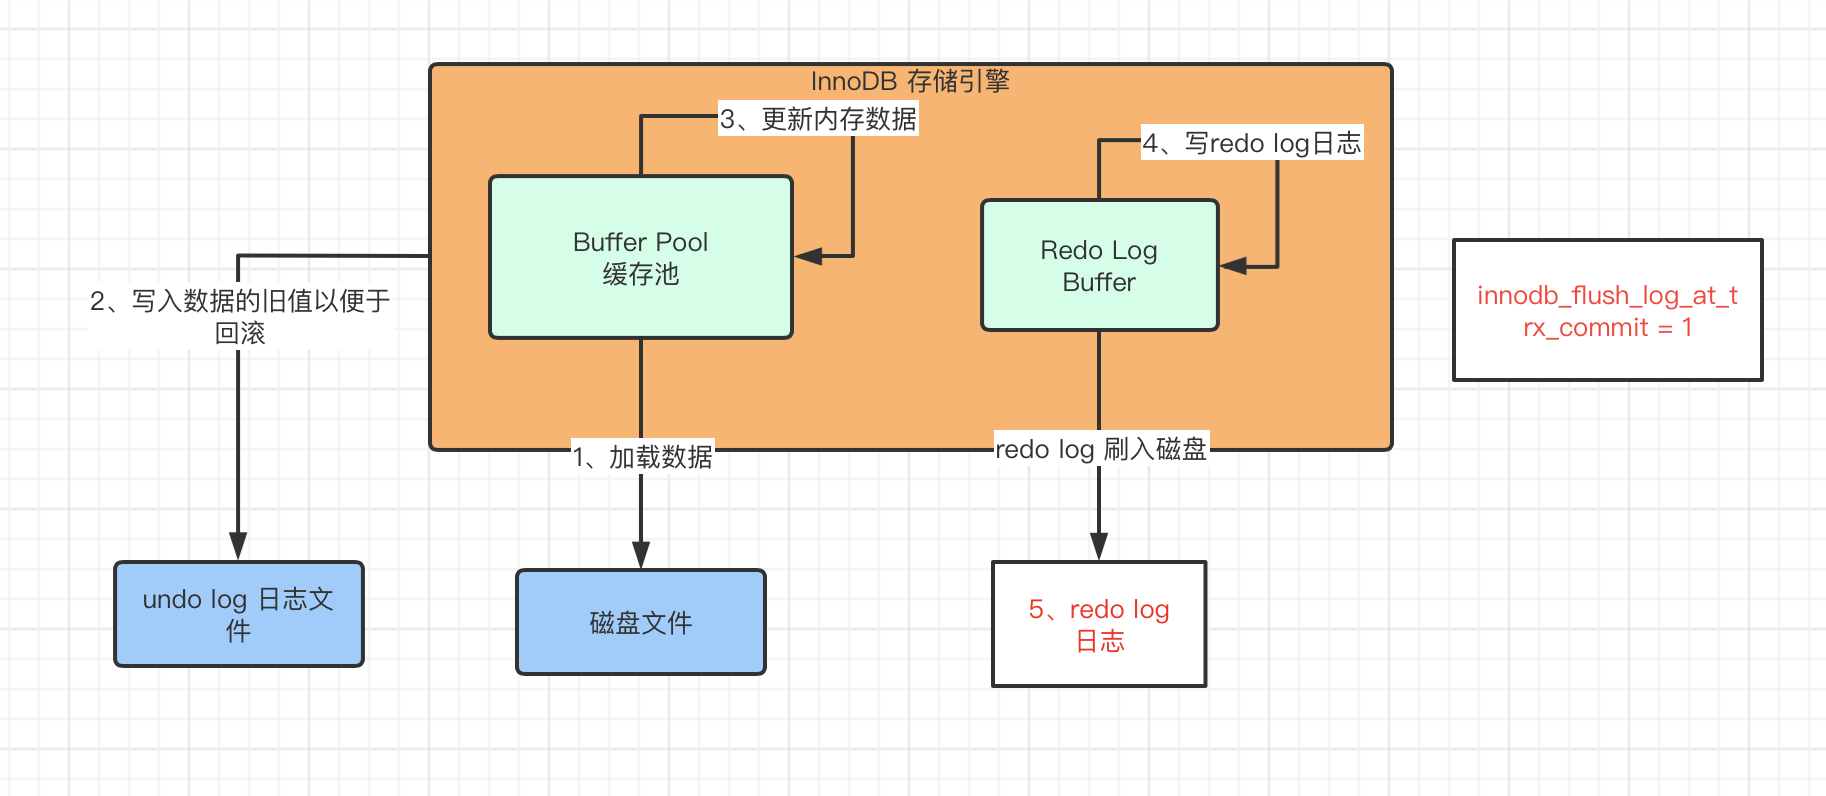 InnoDB 存储引擎
3、更新内存数据
4、写redo log日志
Buffer Pool
缓存池
Redo Log
Buffer
2、写入数据的旧值以便于
回滚
innodb_flush_log_at_t
rx_commit = 1
1、加载数据
redo log 刷入磁盘
undo log 日志文
件
磁盘文件
5、redo log
日志